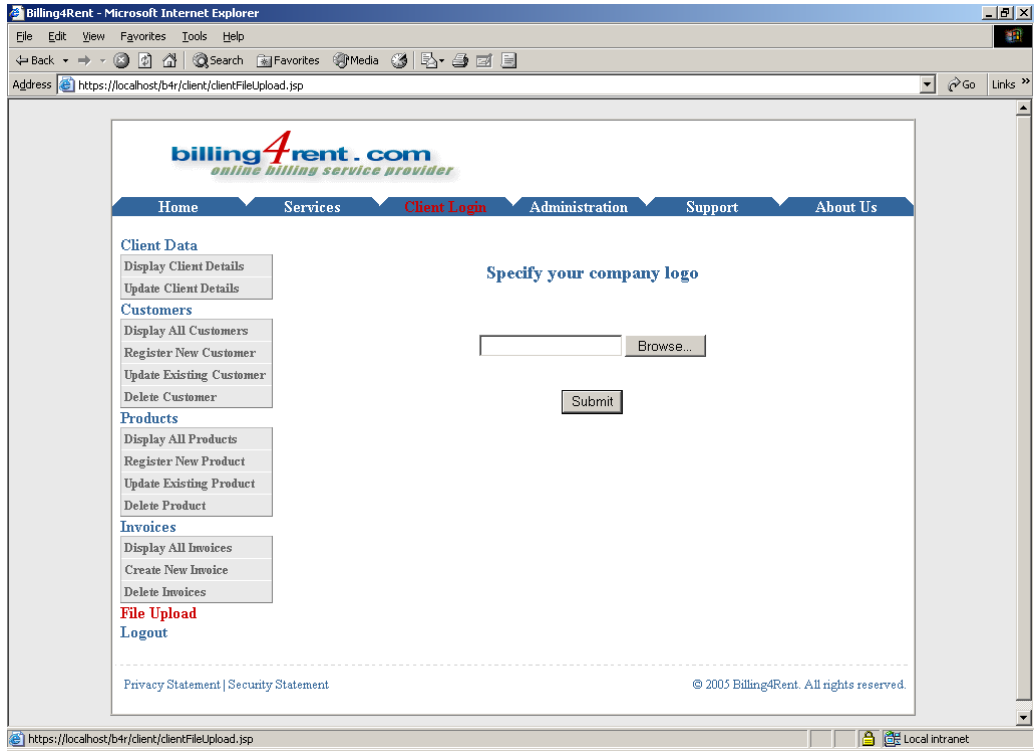 Billing4Rent - Microsoft Internet Explorer
File Edit View Favorites Tools Help
Back Search Favorites Media
Address https://localhost/b4r/client/clientFileUpload.jsp Go Links »
billing4rent.com
online billing service provider
Home Services Client Login Administration Support About Us
Client Data
Display Client Details
Update Client Details
Customers
Display All Customers
Register New Customer
Update Existing Customer
Delete Customer
Products
Display All Products
Register New Product
Update Existing Product
Delete Product
Invoices
Display All Invoices
Create New Invoice
Delete Invoices
File Upload
Logout
Specify your company logo
Browse...
Submit
Privacy Statement | Security Statement
© 2005 Billing4Rent. All rights reserved.
https://localhost/b4r/client/clientFileUpload.jsp Local intranet